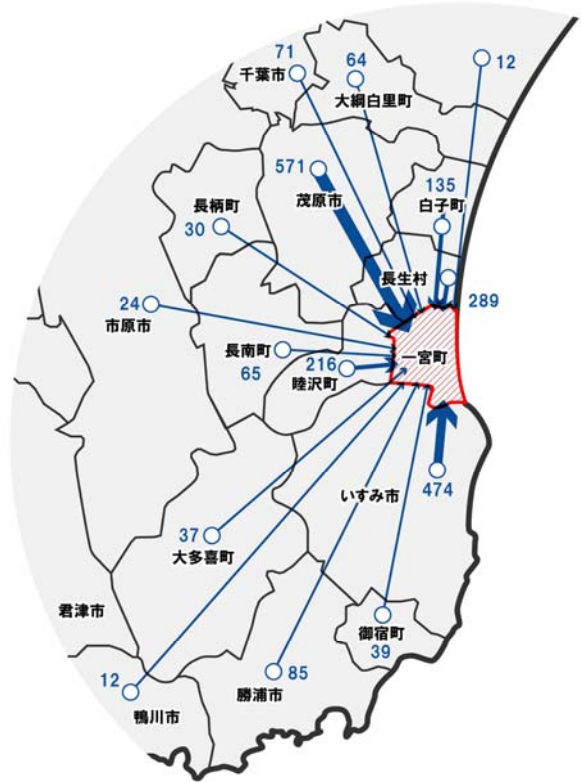 71
千葉市
64
大網白里町
12
571
茂原市
135
白子町
長柄町
30
長生村
289
24
市原市
長南町
65
216
睦沢町
一宮町
474
いすみ市
37
大多喜町
君津市
御宿町
39
12
鴨川市
85
勝浦市